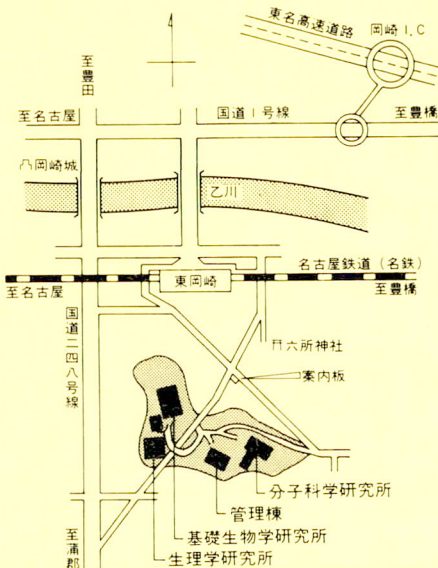 東名高速道路
岡崎I.C
至豊田
至名古屋
国道1号線
至豊橋
凸岡崎城
乙川
名古屋鉄道(名鉄)
東岡崎
至名古屋
至豊橋
国道二四八号線
⛩六所神社
案内板
分子科学研究所
管理棟
基礎生物学研究所
生理学研究所
至蒲郡